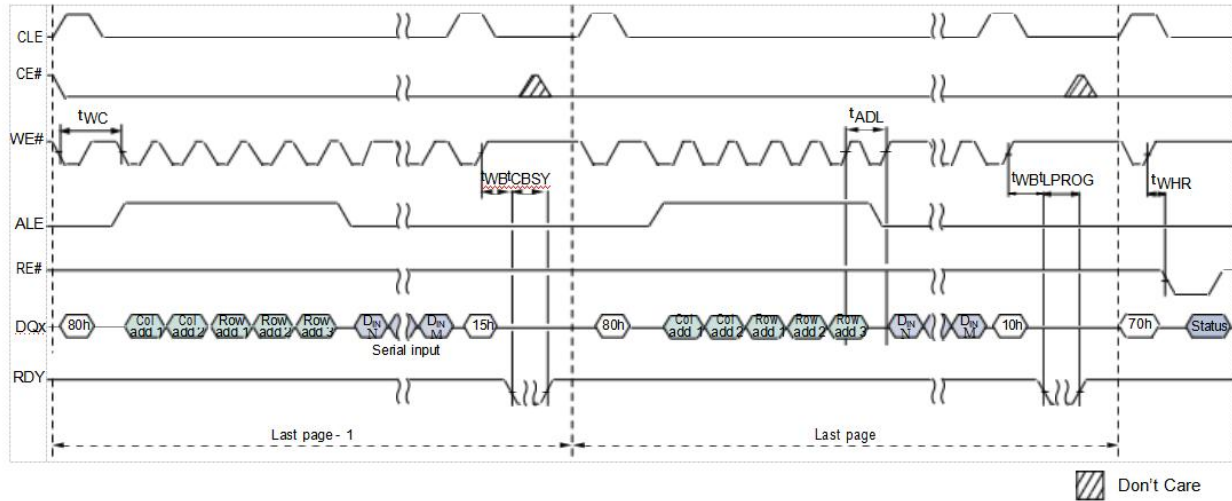 CLE
CE#
tWC
tADL
WE#
tWB tCBSY
tWB tLPROG
tWHR
ALE
RE#
DQx
80h
Col add 1
Col add 2
Row add 1
Row add 2
Row add 3
DIN N
DIN M
15h
80h
Col add 1
Col add 2
Row add 1
Row add 2
Row add 3
DIN N
DIN M
10h
70h
Status
Serial input
RDY
Last page - 1
Last page
Don't Care